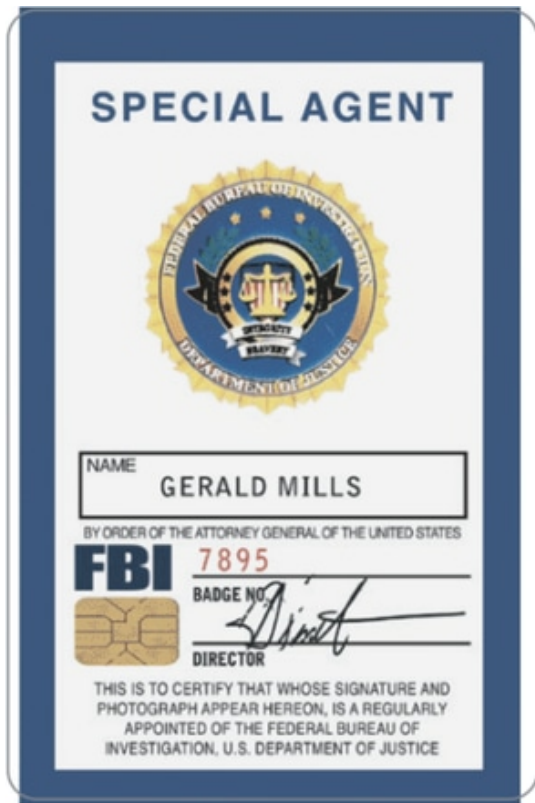 SPECIAL AGENT
FEDERAL BUREAU OF INVESTIGATION
INTEGRITY
BRAVERY
DEPARTMENT OF JUSTICE
NAME
GERALD MILLS
BY ORDER OF THE ATTORNEY GENERAL OF THE UNITED STATES
FBI
7895
BADGE NO.
DIRECTOR
THIS IS TO CERTIFY THAT WHOSE SIGNATURE AND
PHOTOGRAPH APPEAR HEREON, IS A REGULARLY
APPOINTED OF THE FEDERAL BUREAU OF
INVESTIGATION, U.S. DEPARTMENT OF JUSTICE